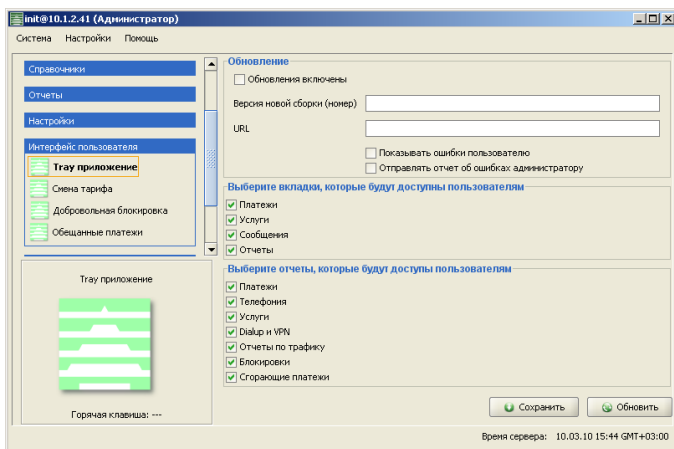 init@10.1.2.41 (Администратор)
Система Настройки Помощь
Справочники
Отчеты
Настройки
Интерфейс пользователя
Tray приложение
Смена тарифа
Добровольная блокировка
Обещанные платежи
Tray приложение
Горячая клавиша: ---
Обновление
Обновления включены
Версия новой сборки (номер)
URL
Показывать ошибки пользователю
Отправлять отчет об ошибках администратору
Выберите вкладки, которые будут доступны пользователям
Платежи
Услуги
Сообщения
Отчеты
Выберите отчеты, которые будут доступы пользователям
Платежи
Телефония
Услуги
Dialup и VPN
Отчеты по трафику
Блокировки
Сгорающие платежи
Сохранить Обновить
Время сервера: 10.03.10 15:44 GMT+03:00